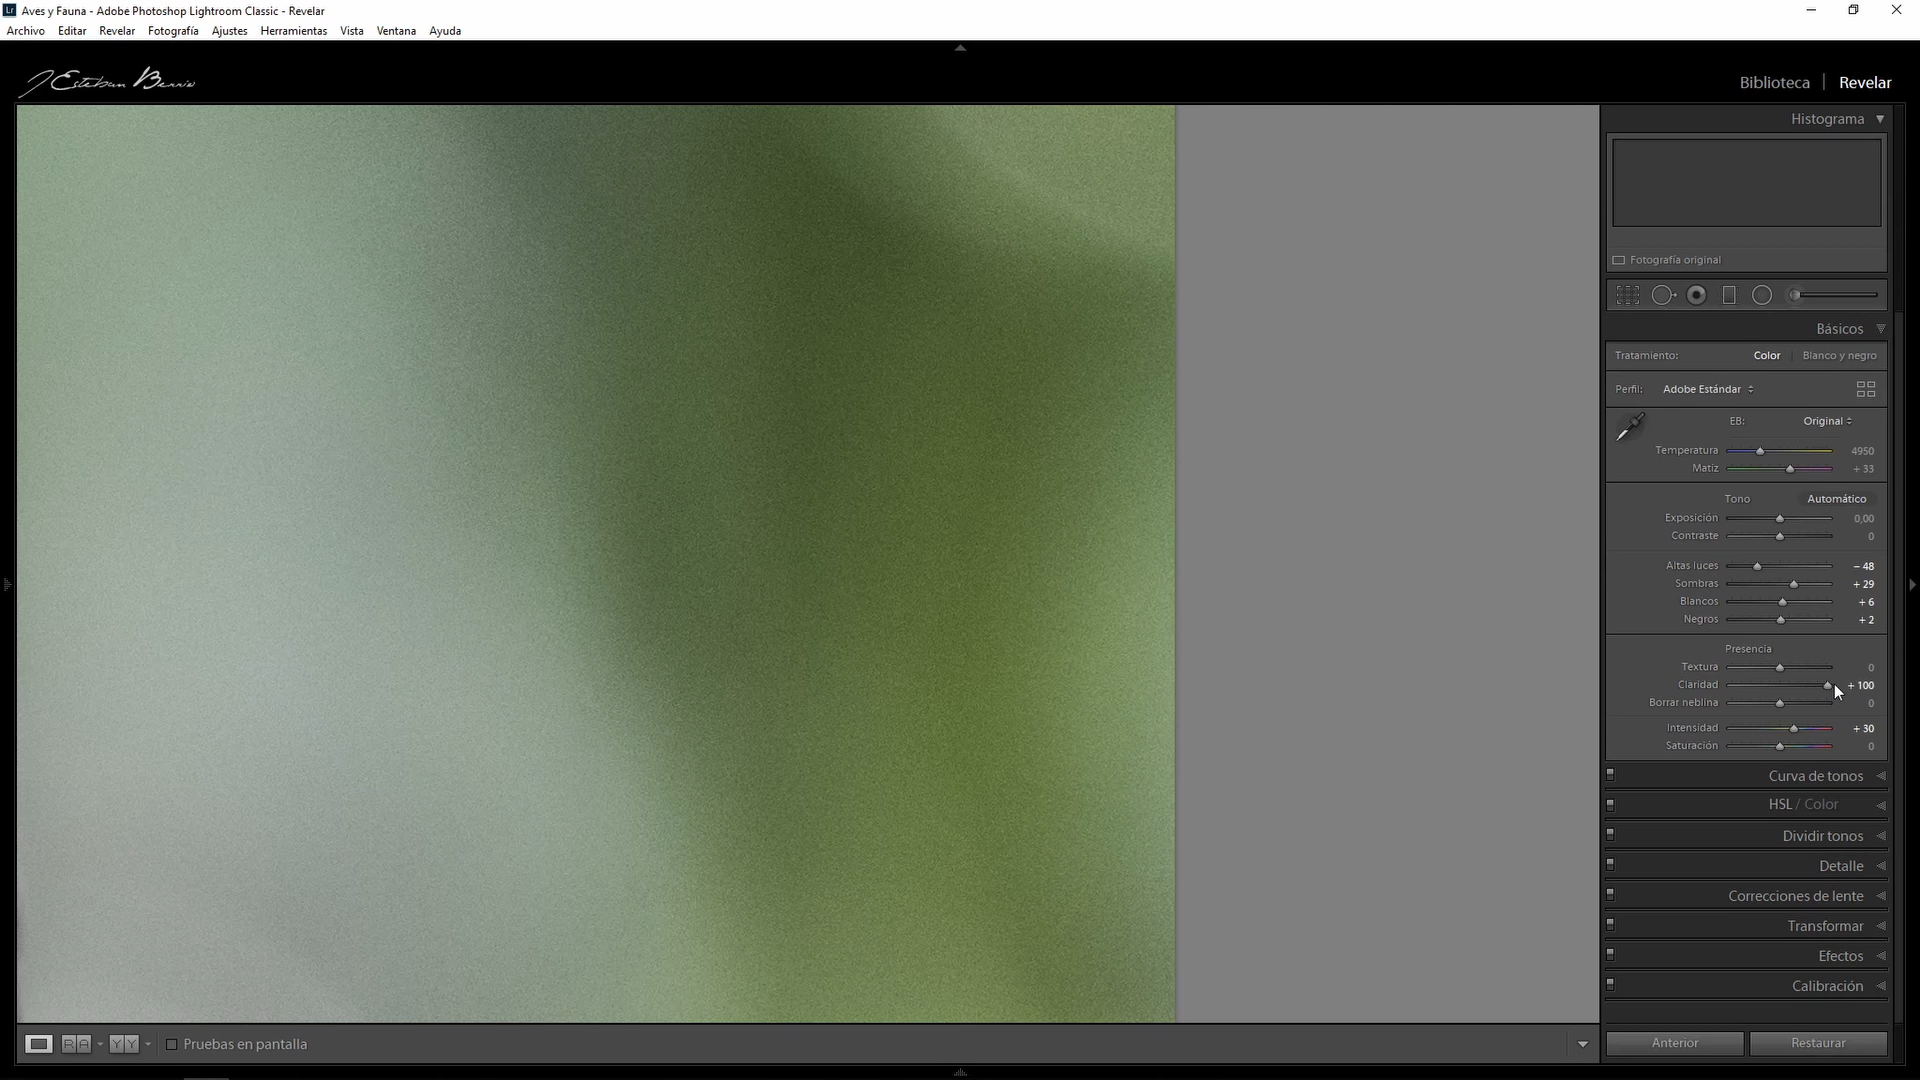 Lr Aves y Fauna - Adobe Photoshop Lightroom Classic - Revelar
Archivo Editar Revelar Fotografía Ajustes Herramientas Vista Ventana Ayuda
J Esteban Berrio
Biblioteca | Revelar
Histograma
Fotografía original
Básicos
Tratamiento: Color Blanco y negro
Perfil: Adobe Estándar
EB: Original
Temperatura 4950
Matiz + 33
Tono Automático
Exposición 0,00
Contraste 0
Altas luces − 48
Sombras + 29
Blancos + 6
Negros + 2
Presencia
Textura 0
Claridad + 100
Borrar neblina 0
Intensidad + 30
Saturación 0
Curva de tonos
HSL / Color
Dividir tonos
Detalle
Correcciones de lente
Transformar
Efectos
Calibración
R A Y Y Pruebas en pantalla
Anterior Restaurar